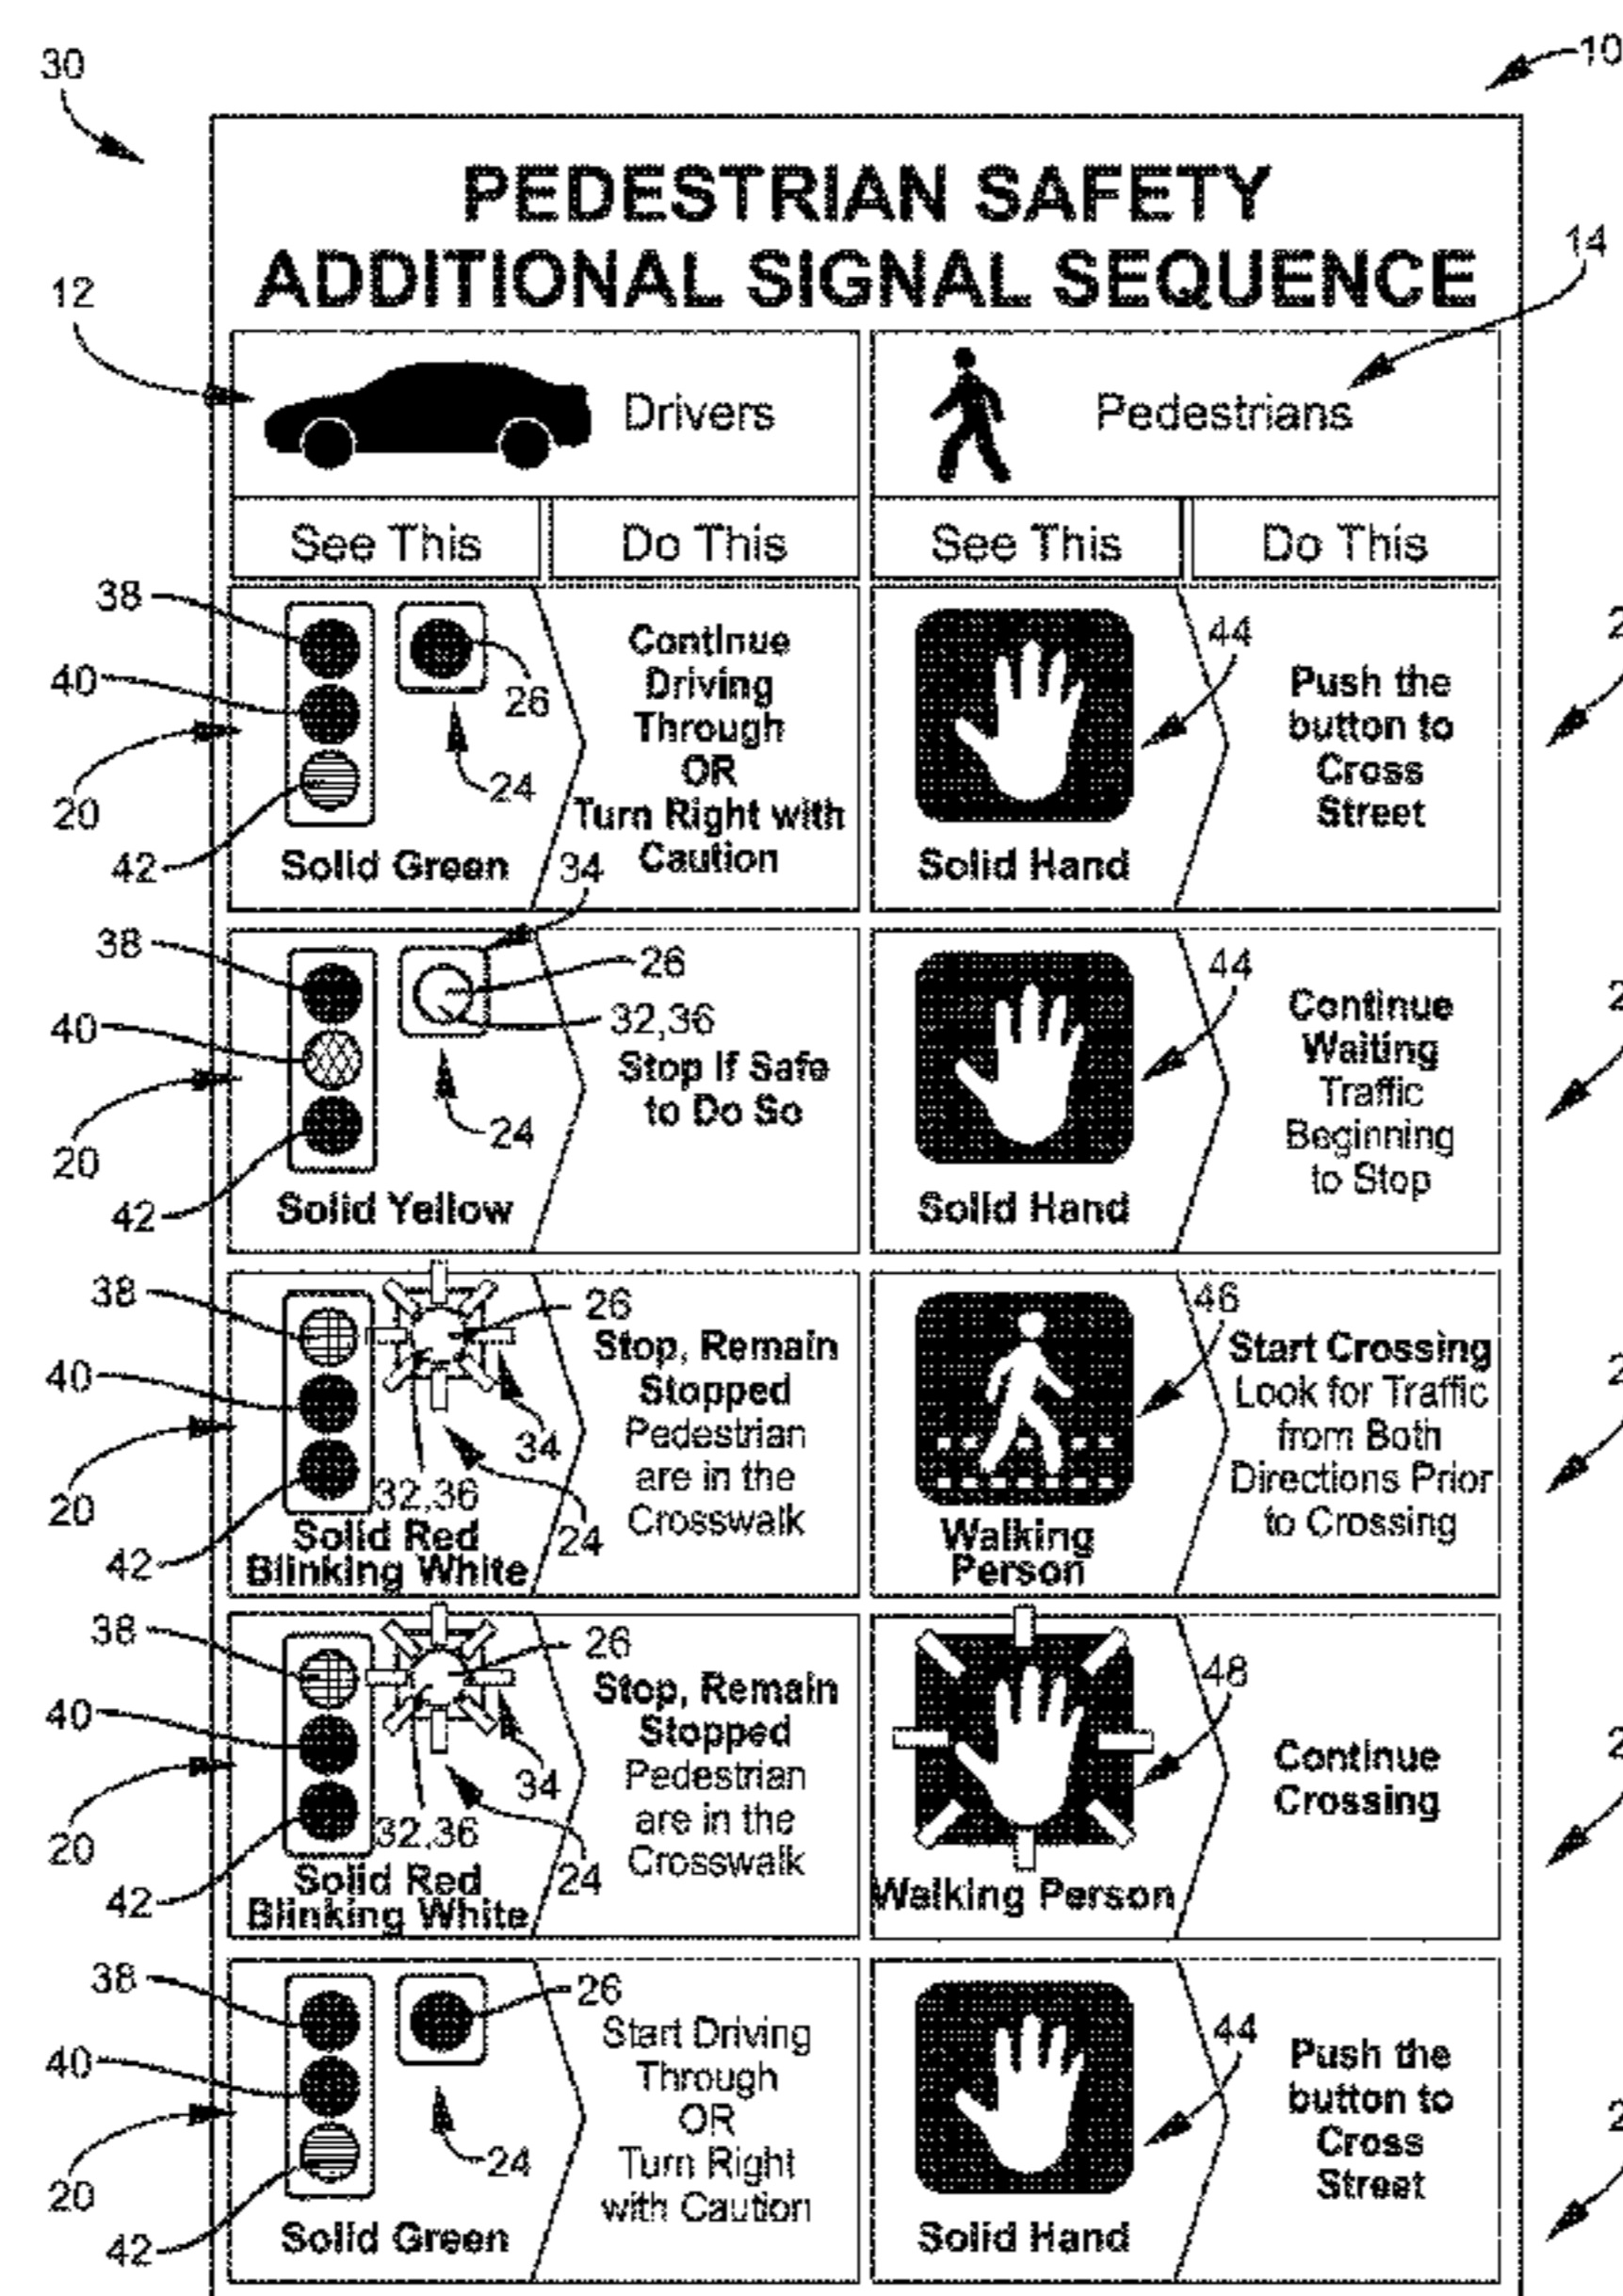 30
10
PEDESTRIAN SAFETY
ADDITIONAL SIGNAL SEQUENCE
12
14
Drivers
Pedestrians
See This
Do This
See This
Do This
38
40
20
42
26
24
Solid Green
Continue
Driving
Through
OR
Turn Right with
Caution
44
Solid Hand
Push the
button to
Cross
Street
38
40
20
42
34
26
32,36
24
Solid Yellow
Stop If Safe
to Do So
44
Solid Hand
Continue
Waiting
Traffic
Beginning
to Stop
38
40
20
42
26
34
32,36
24
Solid Red
Blinking White
Stop, Remain
Stopped
Pedestrian
are in the
Crosswalk
46
Walking
Person
Start Crossing
Look for Traffic
from Both
Directions Prior
to Crossing
38
40
20
42
26
34
32,36
24
Solid Red
Blinking White
Stop, Remain
Stopped
Pedestrian
are in the
Crosswalk
48
Walking Person
Continue
Crossing
38
40
20
42
26
24
Solid Green
Start Driving
Through
OR
Turn Right
with Caution
44
Solid Hand
Push the
button to
Cross
Street